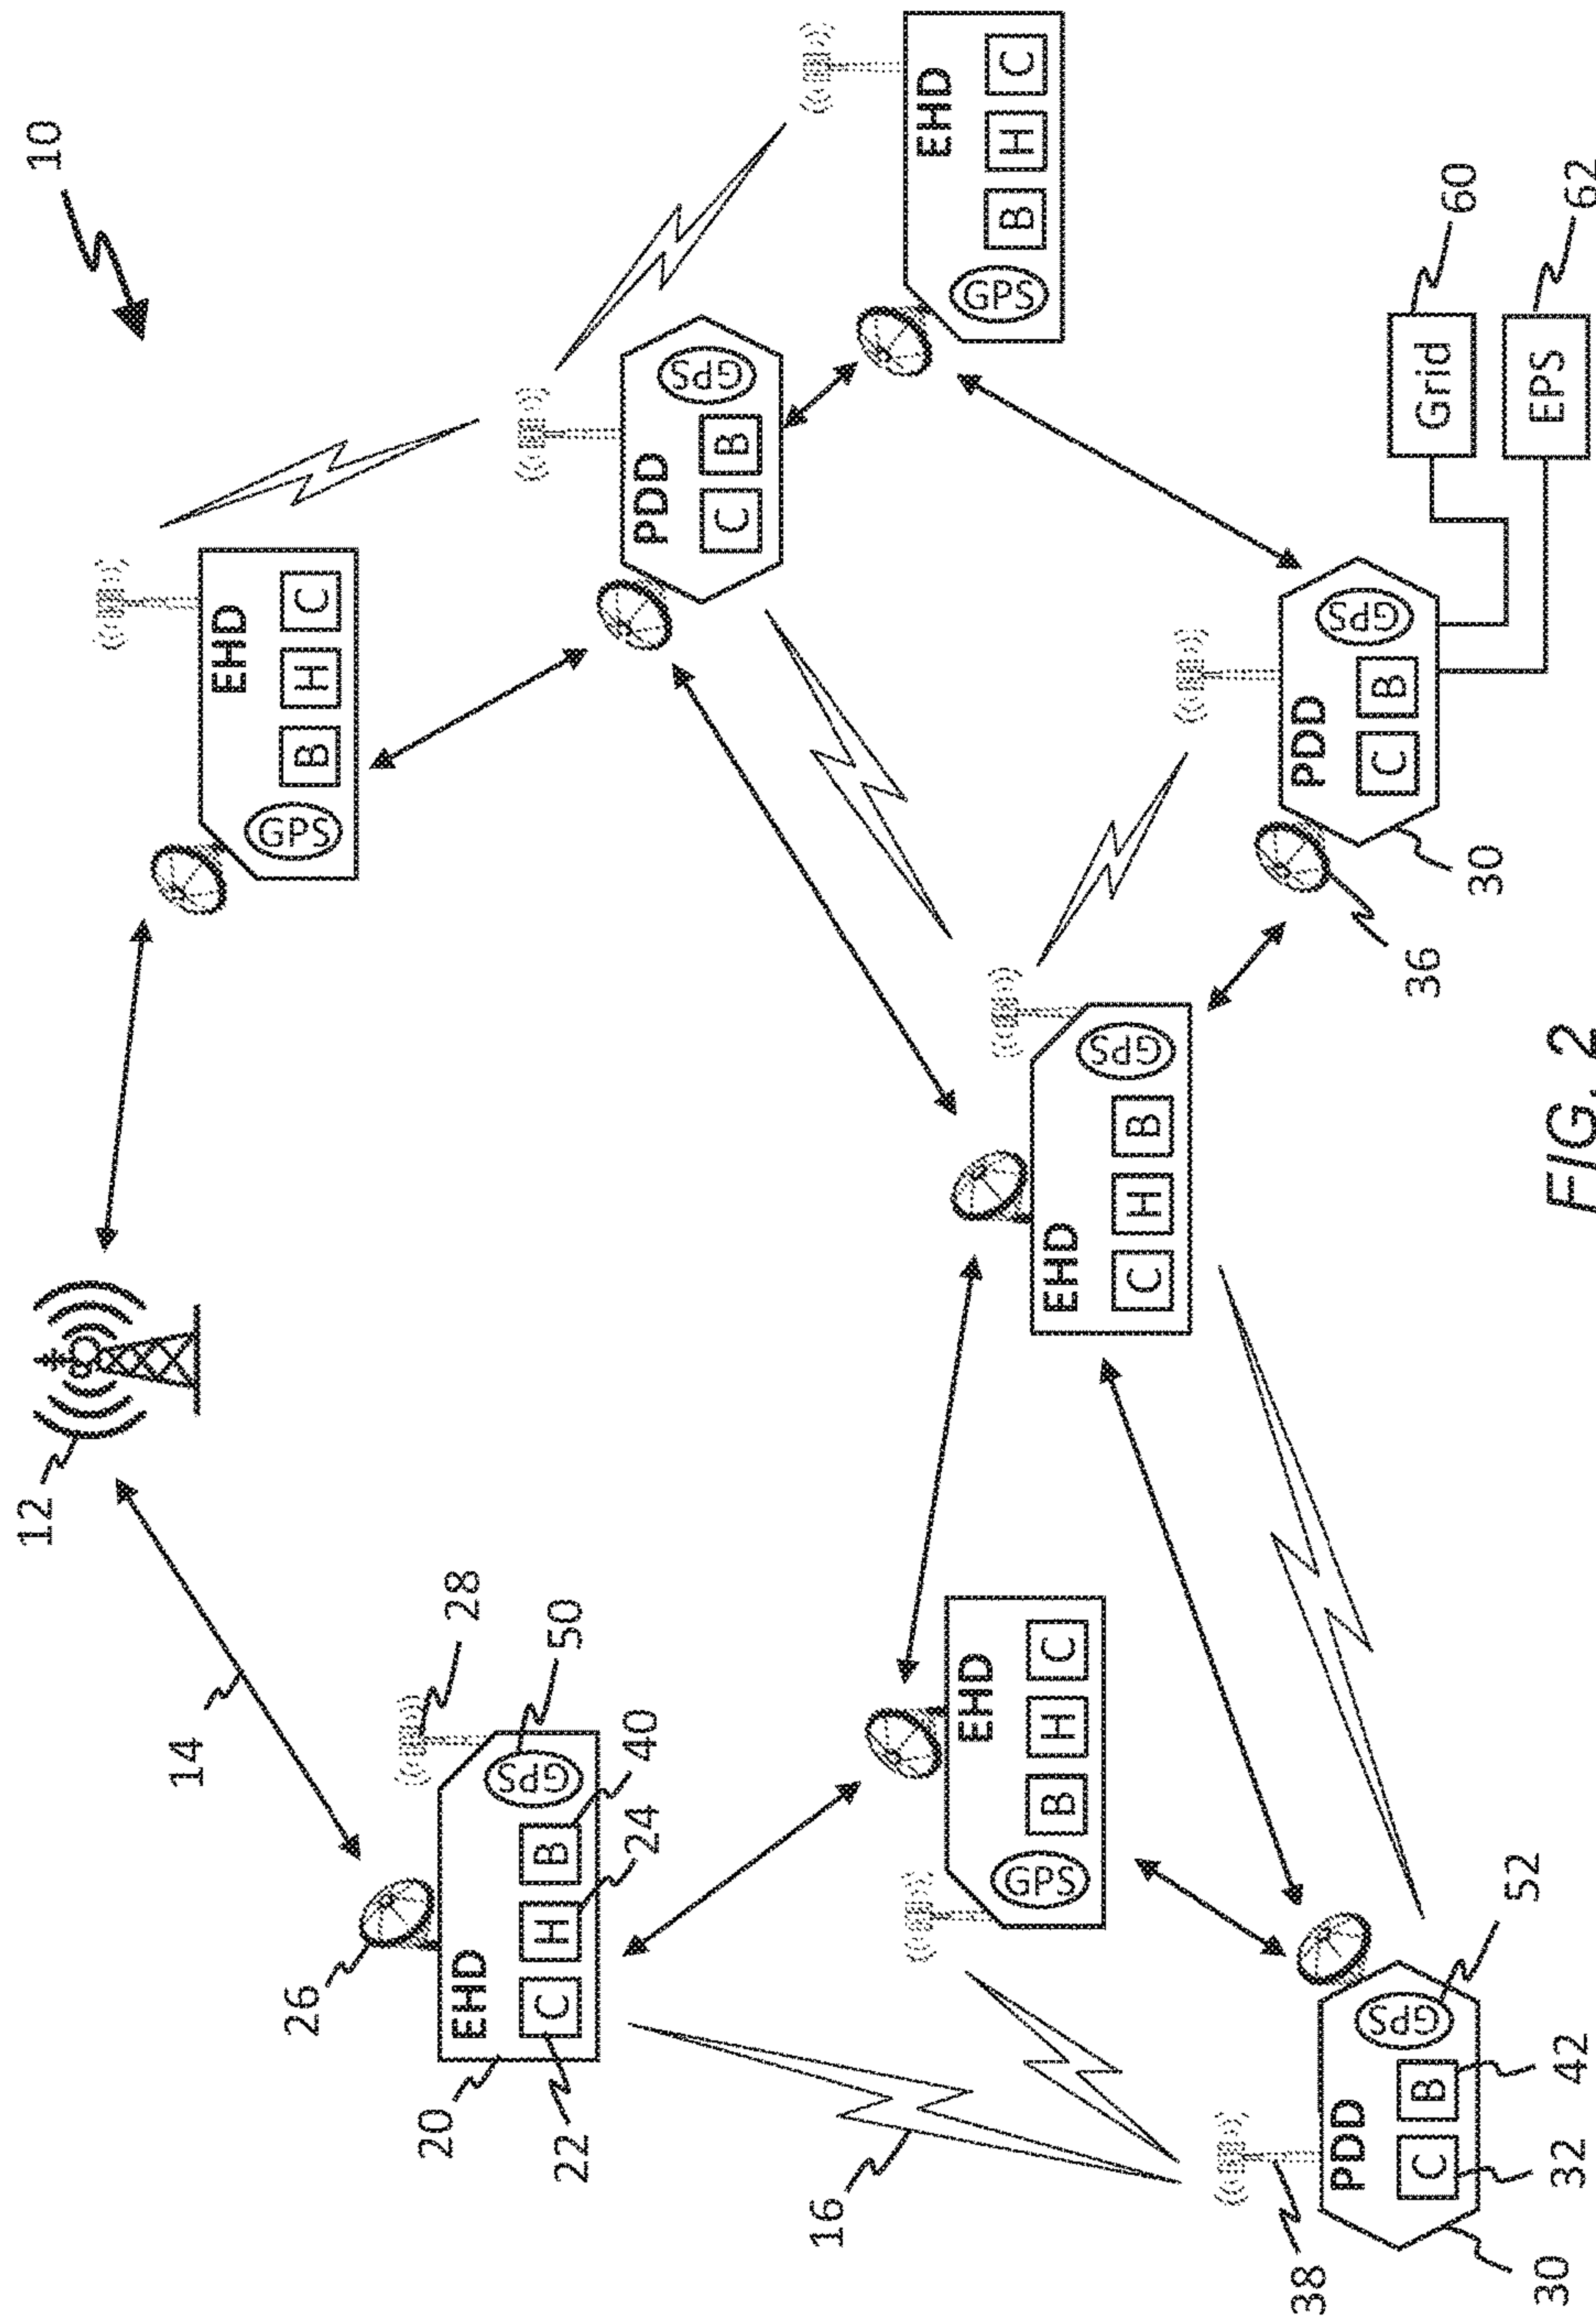 10
12
14
EHD
GPS B H C
26
28
20
EHD
C H B GPS
50
22
24
40
PDD
C B GPS
16
EHD
GPS B H C
EHD
GPS B H C
EHD
C H B GPS
PDD
C B GPS
38
PDD
C B GPS
36
Grid
60
30
52
EPS
62
30
32
42
FIG. 2